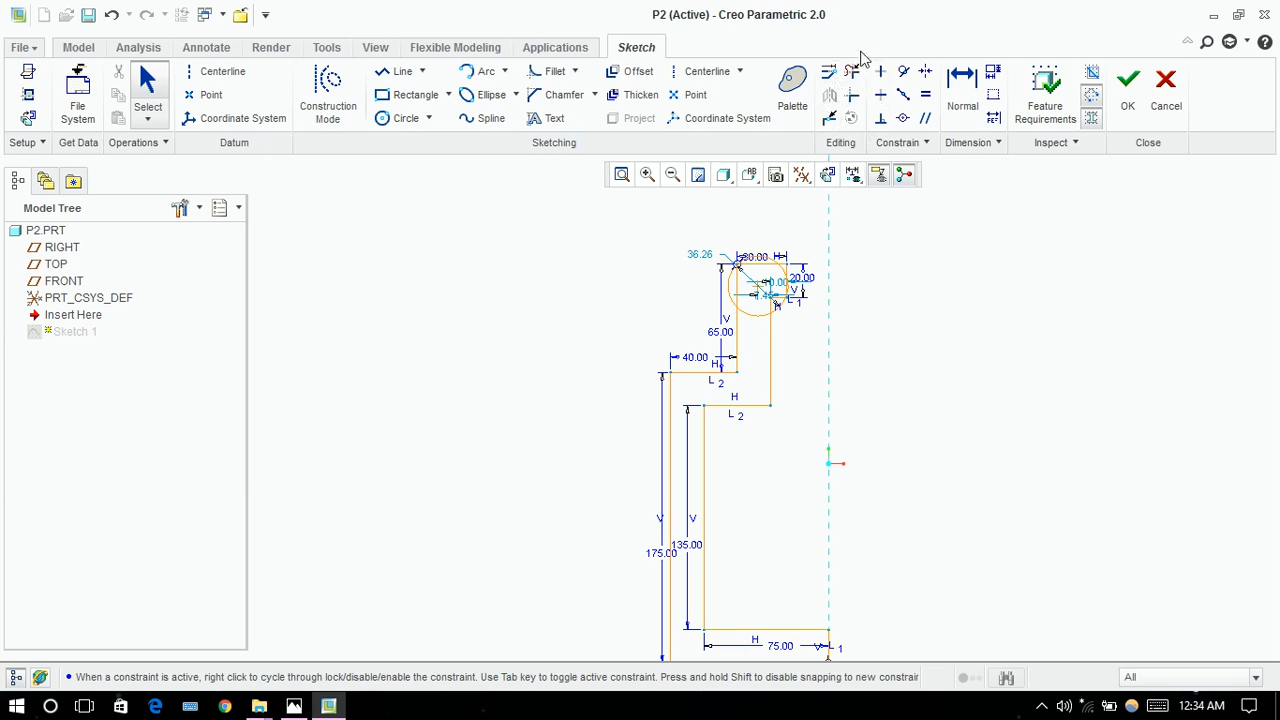 P2 (Active) - Creo Parametric 2.0
File Model Analysis Annotate Render Tools View Flexible Modeling Applications Sketch
Centerline Line Arc Fillet Offset Centerline
Point Rectangle Ellipse Chamfer Thicken Point
Coordinate System Circle Spline Text Project Coordinate System
File System Select Construction Mode Palette Normal Feature Requirements OK Cancel
Setup Get Data Operations Datum Sketching Editing Constrain Dimension Inspect Close
Model Tree
P2.PRT
RIGHT
TOP
FRONT
PRT_CSYS_DEF
Insert Here
Sketch 1
36.26 30.00 H
20.00
V
L 1
H
V
65.00
40.00
H
L 2
H
L 2
V V
135.00
175.00
H
75.00 V L 1
When a constraint is active, right click to cycle through lock/disable/enable the constraint. Use Tab key to toggle active constraint. Press and hold Shift to disable snapping to new constrair
All
12:34 AM